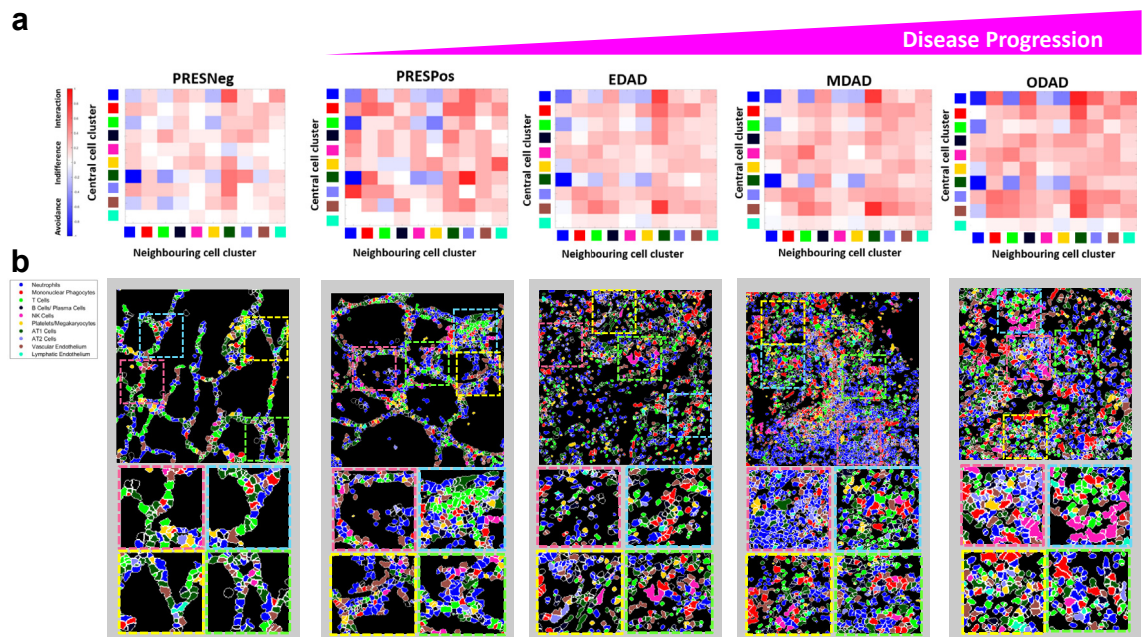 a
Disease Progression
PRESNeg
PRESPos
EDAD
MDAD
ODAD
Interaction
Indifference
Avoidance
Central cell cluster
Central cell cluster
Central cell cluster
Central cell cluster
Central cell cluster
Neighbouring cell cluster
Neighbouring cell cluster
Neighbouring cell cluster
Neighbouring cell cluster
Neighbouring cell cluster
b
Neutrophils
Mononuclear Phagocytes
T Cells
B Cells/ Plasma Cells
NK Cells
Platelets/Megakaryocytes
AT1 Cells
AT2 Cells
Vascular Endothelium
Lymphatic Endothelium